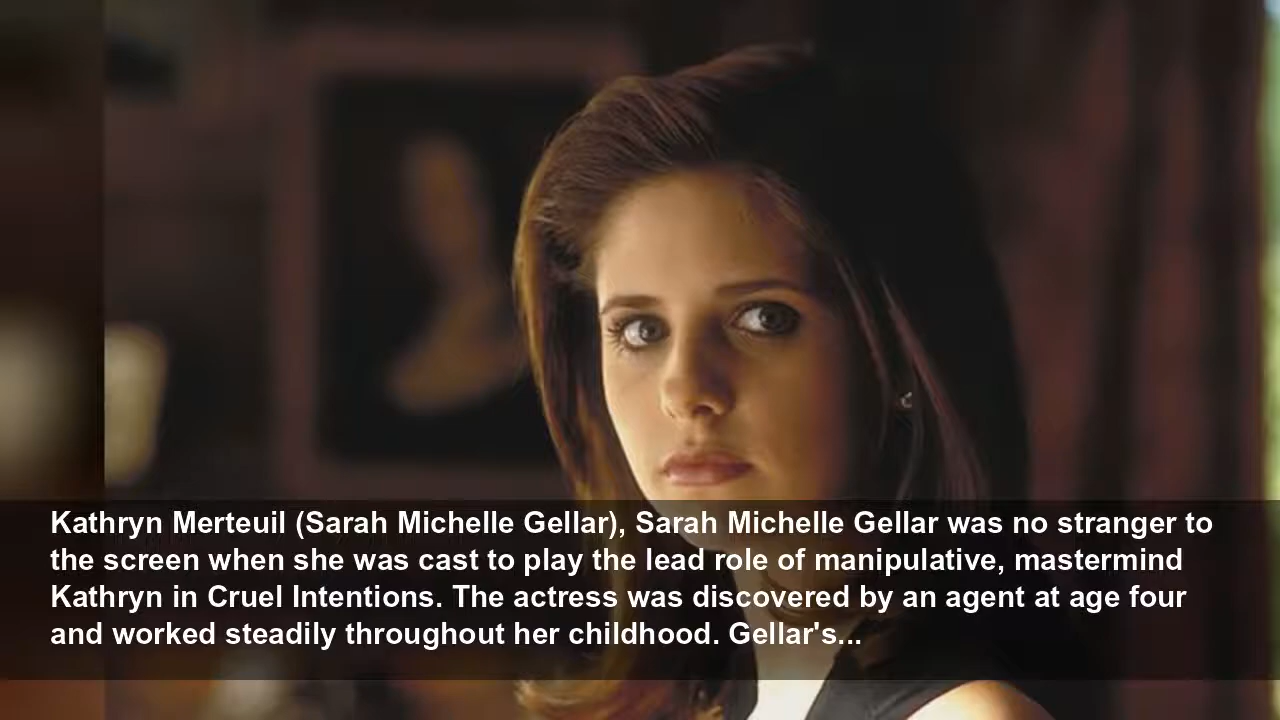 Kathryn Merteuil (Sarah Michelle Gellar), Sarah Michelle Gellar was no stranger to
the screen when she was cast to play the lead role of manipulative, mastermind
Kathryn in Cruel Intentions. The actress was discovered by an agent at age four
and worked steadily throughout her childhood. Gellar's...